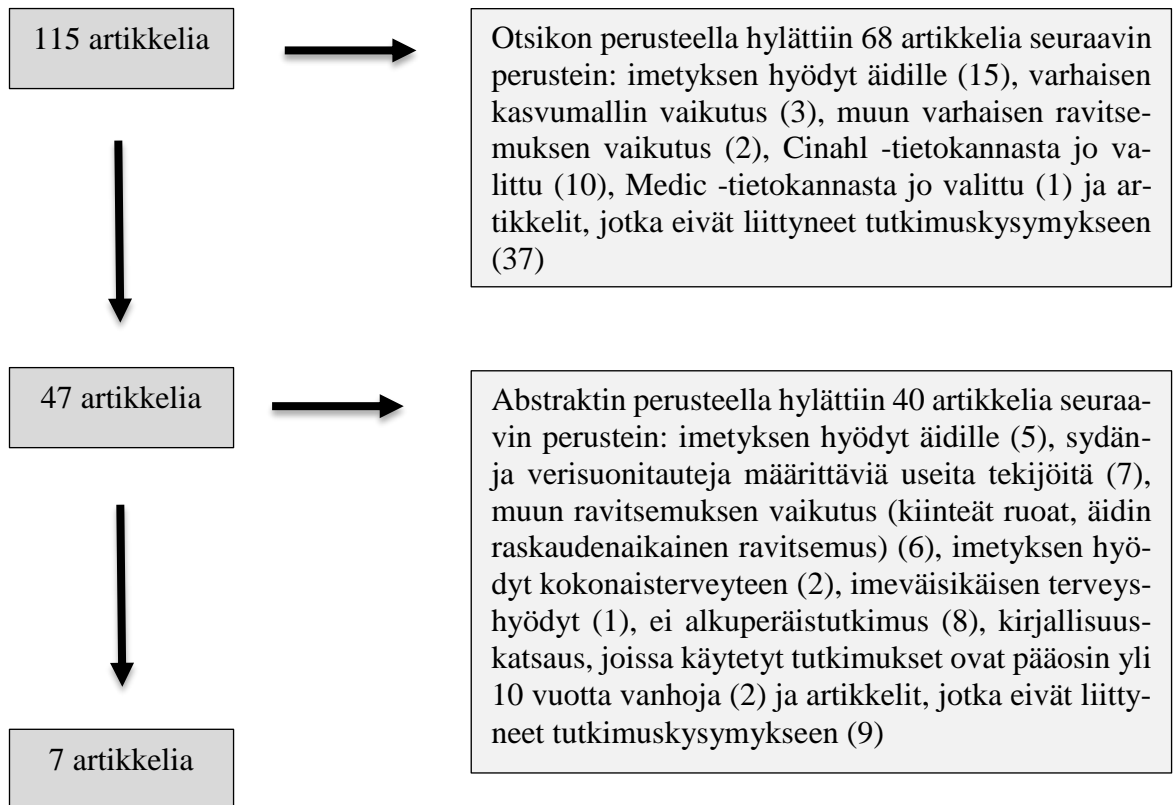 115 artikkelia
Otsikon perusteella hylättiin 68 artikkelia seuraavin
perustein: imetyksen hyödyt äidille (15), varhaisen
kasvumallin vaikutus (3), muun varhaisen ravitse-
muksen vaikutus (2), Cinahl -tietokannasta jo va-
littu (10), Medic -tietokannasta jo valittu (1) ja ar-
tikkelit, jotka eivät liittyneet tutkimuskysymykseen
(37)
47 artikkelia
Abstraktin perusteella hylättiin 40 artikkelia seuraa-
vin perustein: imetyksen hyödyt äidille (5), sydän-
ja verisuonitauteja määrittäviä useita tekijöitä (7),
muun ravitsemuksen vaikutus (kiinteät ruoat, äidin
raskaudenaikainen ravitsemus) (6), imetyksen hyö-
dyt kokonaisterveyteen (2), imeväisikäisen terveys-
hyödyt (1), ei alkuperäistutkimus (8), kirjallisuus-
katsaus, joissa käytetyt tutkimukset ovat pääosin yli
10 vuotta vanhoja (2) ja artikkelit, jotka eivät liitty-
neet tutkimuskysymykseen (9)
7 artikkelia